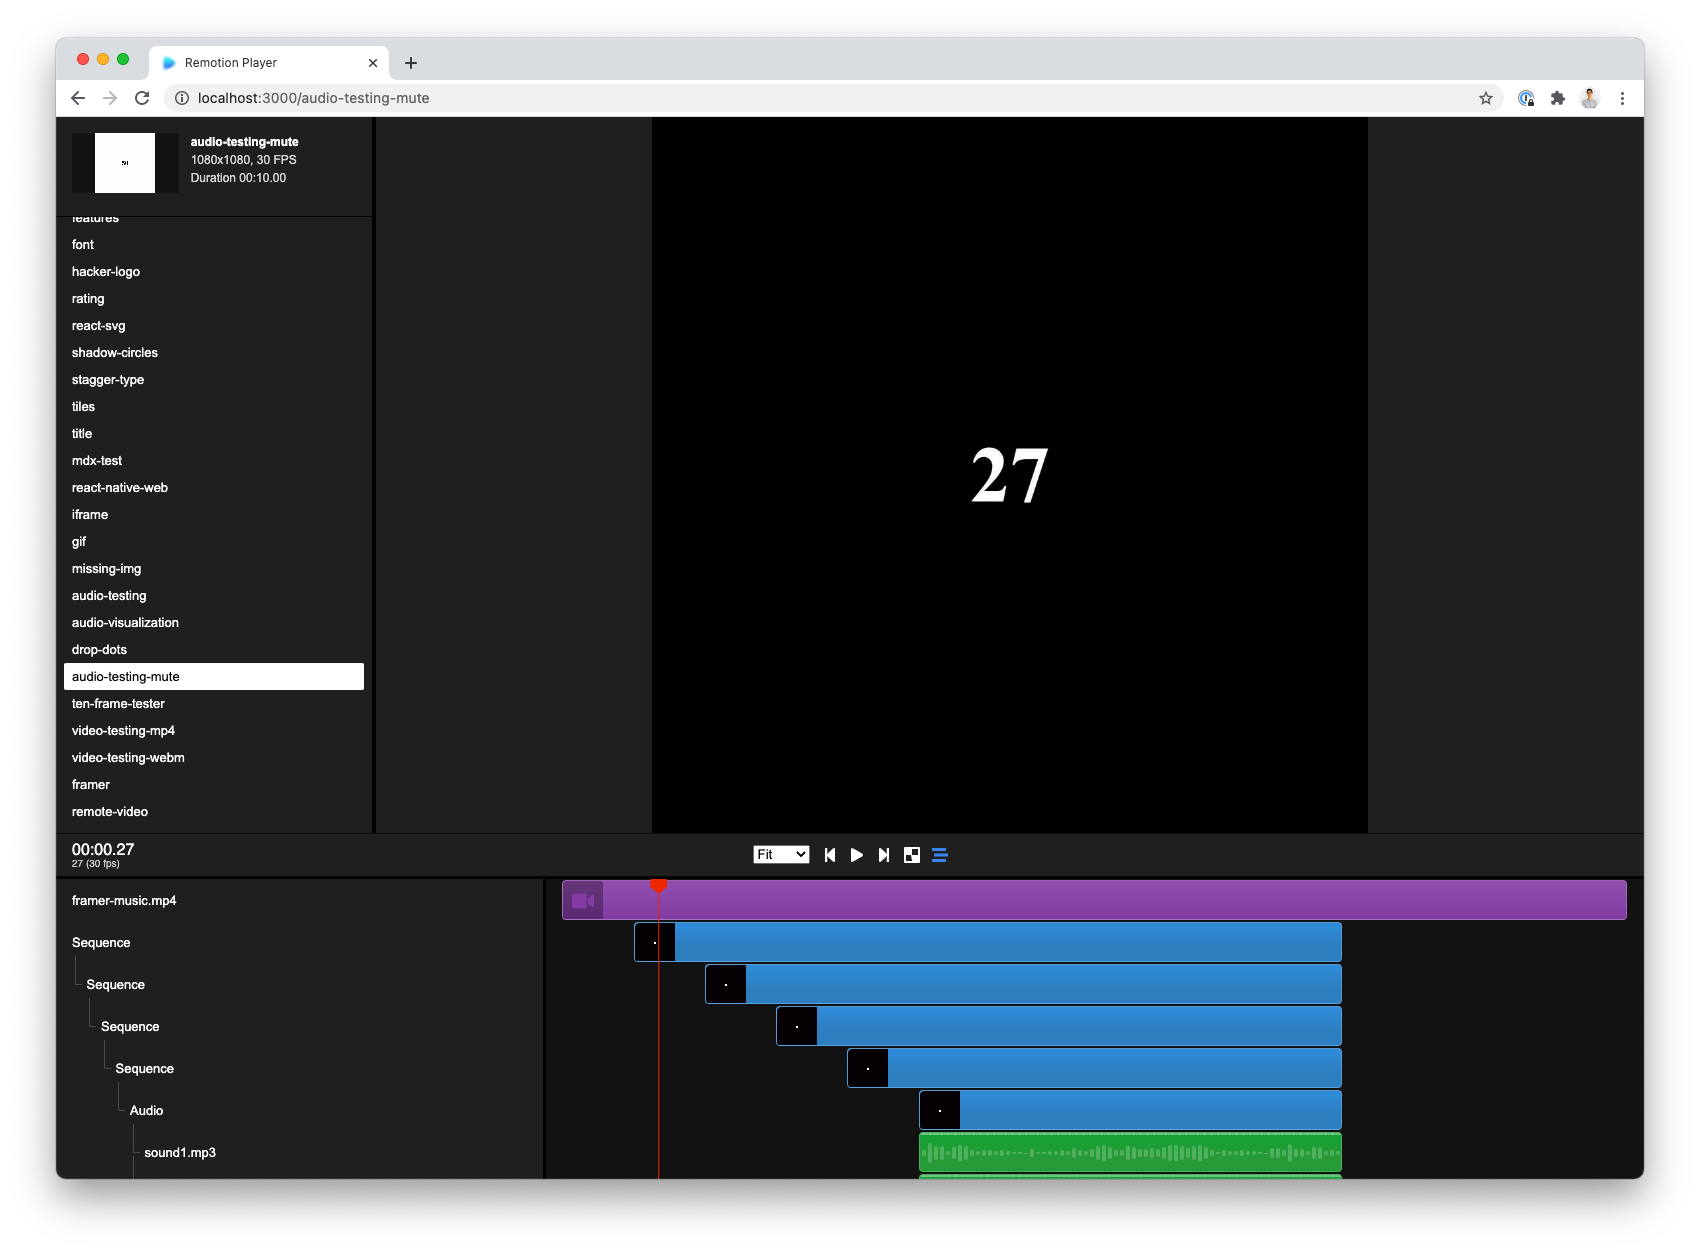 Remotion Player
localhost:3000/audio-testing-mute
audio-testing-mute
1080x1080, 30 FPS
Duration 00:10.00
features
font
hacker-logo
rating
react-svg
shadow-circles
stagger-type
tiles
title
mdx-test
react-native-web
iframe
gif
missing-img
audio-testing
audio-visualization
drop-dots
audio-testing-mute
ten-frame-tester
video-testing-mp4
video-testing-webm
framer
remote-video
27
00:00.27
27 (30 fps)
Fit
framer-music.mp4
Sequence
Sequence
Sequence
Sequence
Audio
sound1.mp3